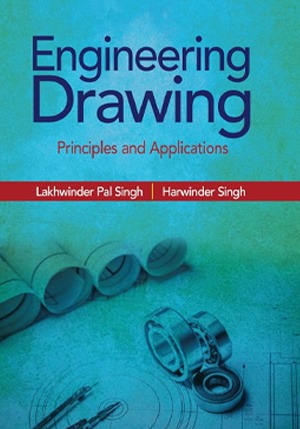 Engineering
Drawing
Principles and Applications
Lakhwinder Pal Singh | Harwinder Singh